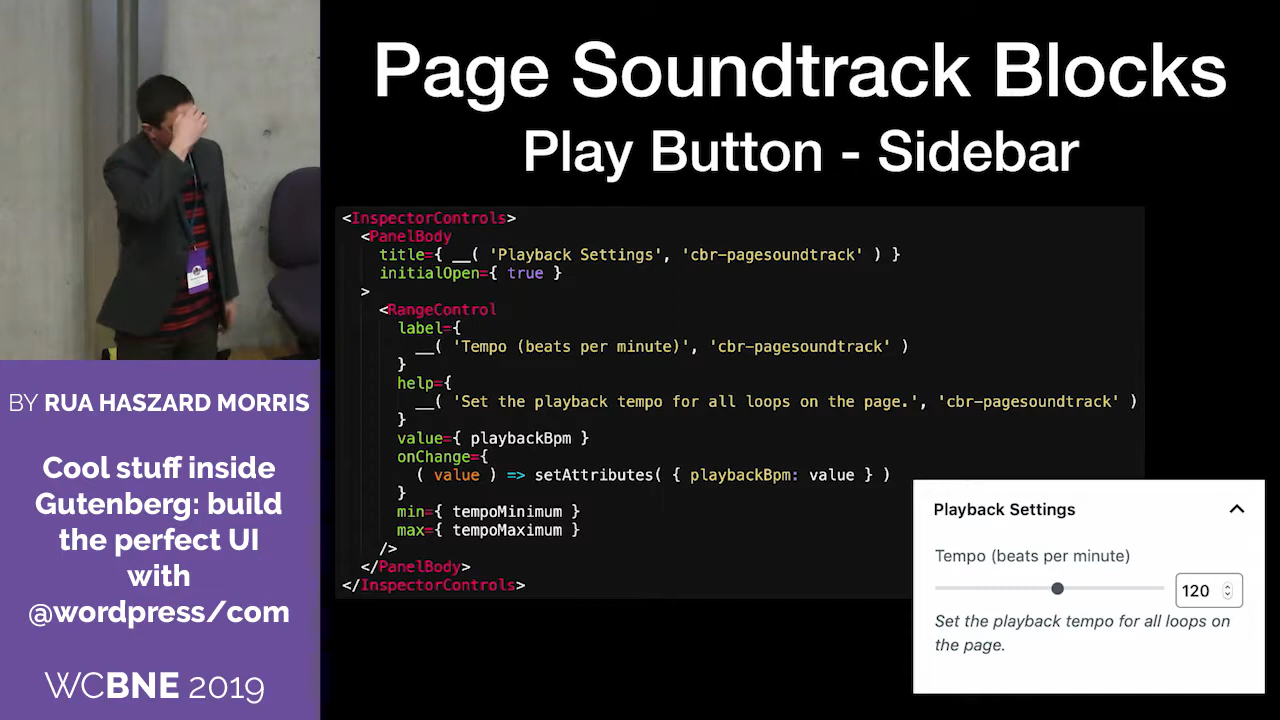 Page Soundtrack Blocks
Play Button - Sidebar
<InspectorControls>
<PanelBody
title={ __( 'Playback Settings', 'cbr-pagesoundtrack' ) }
initialOpen={ true }
>
<RangeControl
label={
__( 'Tempo (beats per minute)', 'cbr-pagesoundtrack' )
}
help={
__( 'Set the playback tempo for all loops on the page.', 'cbr-pagesoundtrack' )
}
value={ playbackBpm }
onChange={
( value ) => setAttributes( { playbackBpm: value } )
}
min={ tempoMinimum }
max={ tempoMaximum }
/>
</PanelBody>
</InspectorControls>
Playback Settings
Tempo (beats per minute)
120
Set the playback tempo for all loops on
the page.
BY RUA HASZARD MORRIS
Cool stuff inside
Gutenberg: build
the perfect UI
with
@wordpress/com
WCBNE 2019